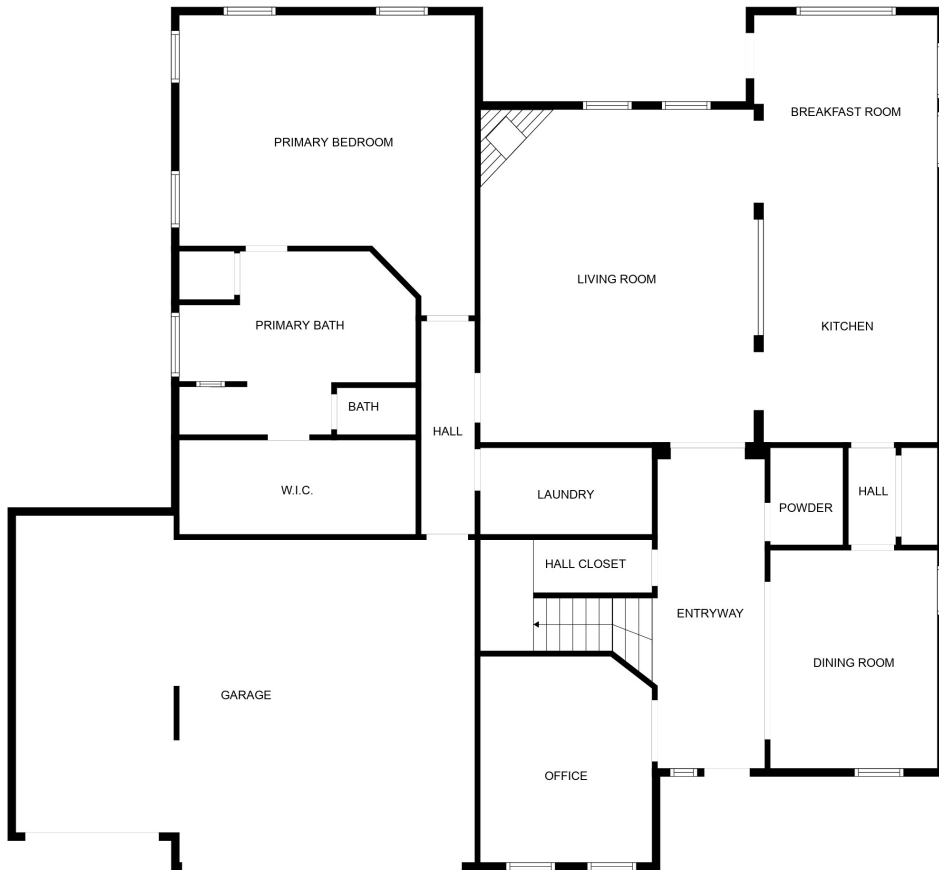 PRIMARY BEDROOM
BREAKFAST ROOM
LIVING ROOM
PRIMARY BATH
KITCHEN
BATH
HALL
W.I.C.
LAUNDRY
HALL
POWDER
HALL CLOSET
ENTRYWAY
DINING ROOM
GARAGE
OFFICE